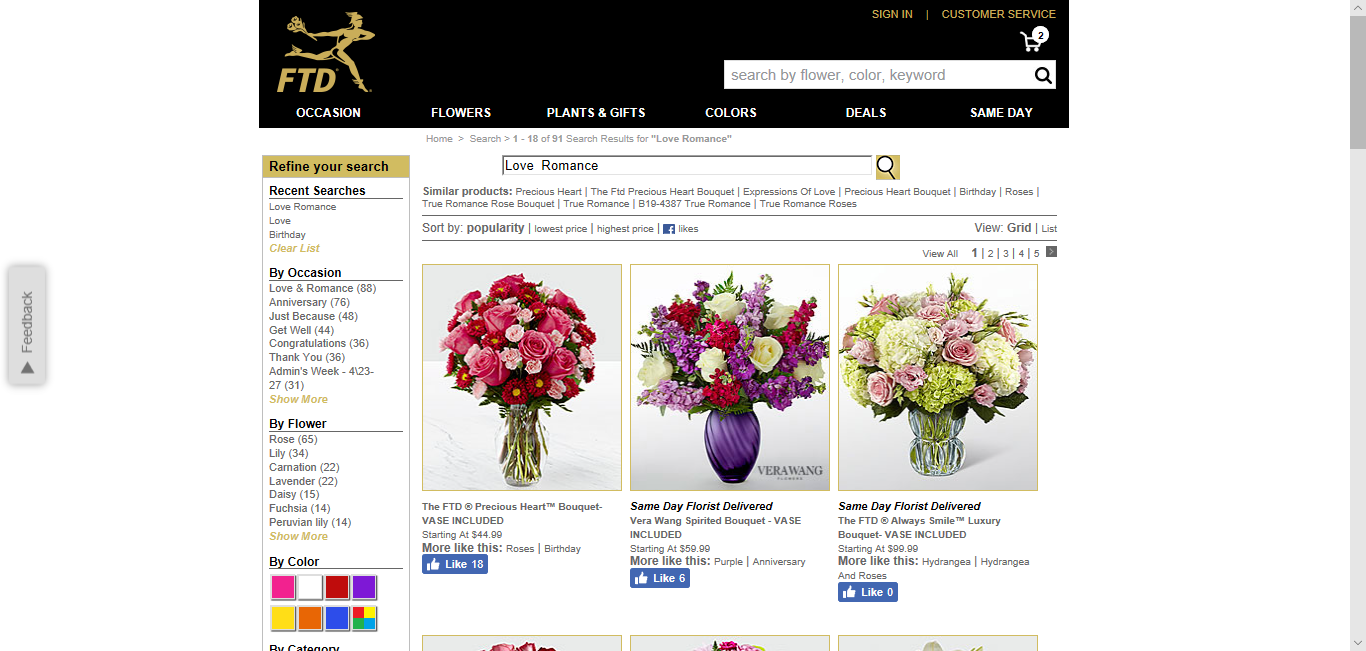 SIGN IN | CUSTOMER SERVICE
2
FTD
search by flower, color, keyword
OCCASION FLOWERS PLANTS & GIFTS COLORS DEALS SAME DAY
Home > Search > 1 - 18 of 91 Search Results for "Love Romance"
Feedback
Refine your search
Recent Searches
Love Romance
Love
Birthday
Clear List
By Occasion
Love & Romance (88)
Anniversary (76)
Just Because (48)
Get Well (44)
Congratulations (36)
Thank You (36)
Admin's Week - 4\23-
27 (31)
Show More
By Flower
Rose (65)
Lily (34)
Carnation (22)
Lavender (22)
Daisy (15)
Fuchsia (14)
Peruvian lily (14)
Show More
By Color
By Category
Love  Romance
Similar products: Precious Heart | The Ftd Precious Heart Bouquet | Expressions Of Love | Precious Heart Bouquet | Birthday | Roses |
True Romance Rose Bouquet | True Romance | B19-4387 True Romance | True Romance Roses
Sort by: popularity | lowest price | highest price | f likes
View: Grid | List
View All 1 | 2 | 3 | 4 | 5 >
The FTD ® Precious Heart™ Bouquet-
VASE INCLUDED
Starting At $44.99
More like this: Roses | Birthday
Like 18
VERAWANG
FLOWERS
Same Day Florist Delivered
Vera Wang Spirited Bouquet - VASE
INCLUDED
Starting At $59.99
More like this: Purple | Anniversary
Like 6
Same Day Florist Delivered
The FTD ® Always Smile™ Luxury
Bouquet- VASE INCLUDED
Starting At $99.99
More like this: Hydrangea | Hydrangea
And Roses
Like 0